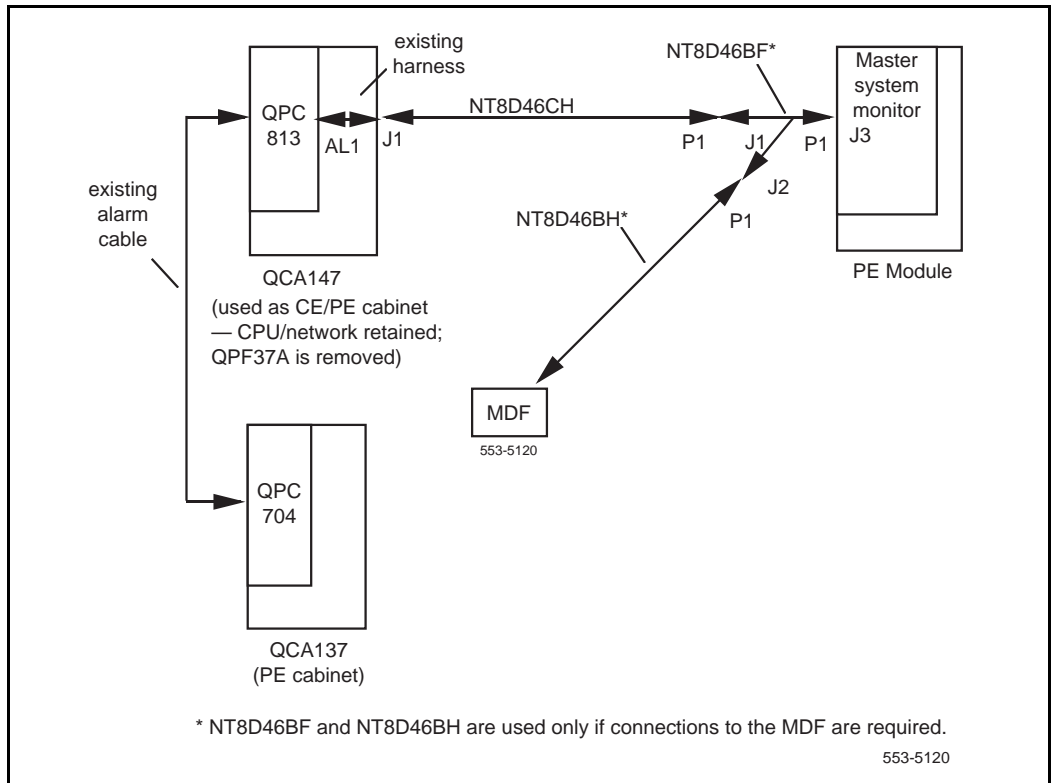 existing
harness
NT8D46BF*
Master
system
monitor
J3
QPC
813
AL1
J1
NT8D46CH
P1
J1
P1
J2
P1
existing
alarm
cable
NT8D46BH*
PE Module
QCA147
(used as CE/PE cabinet
— CPU/network retained;
QPF37A is removed)
MDF
553-5120
QPC
704
QCA137
(PE cabinet)
* NT8D46BF and NT8D46BH are used only if connections to the MDF are required.
553-5120